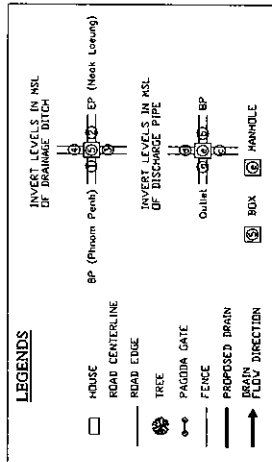 LEGENDS
HOUSE
ROAD CENTERLINE
ROAD EDGE
TREE
PAGODA GATE
FENCE
PROPOSED DRAIN
DRAIN
FLOW DIRECTION
INVERT LEVELS IN MSL
OF DRAINAGE DITCH
BP (Phnom Penh)
EP (Neak Loeung)
INVERT LEVELS IN MSL
OF DISCHARGE PIPE
Outlet
BP
BOX
MANHOLE